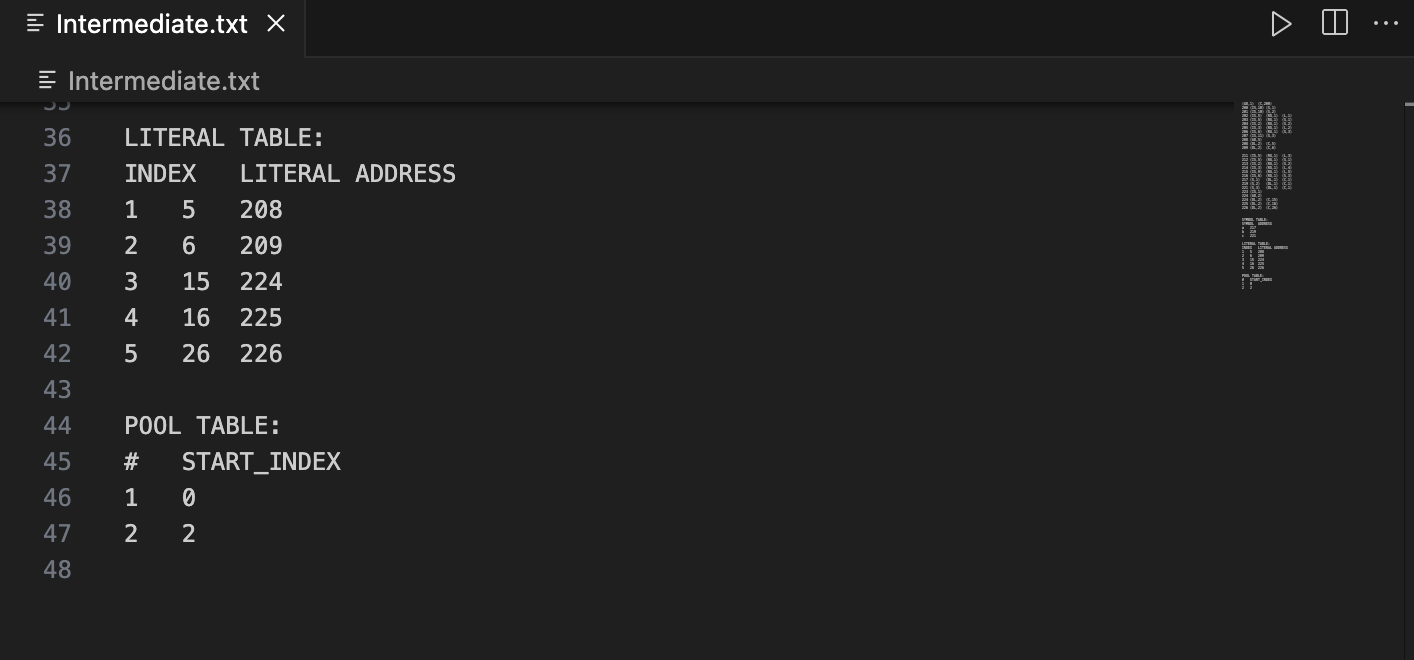 Intermediate.txt
Intermediate.txt
35
36 LITERAL TABLE:
37 INDEX LITERAL ADDRESS
38 1 5 208
39 2 6 209
40 3 15 224
41 4 16 225
42 5 26 226
43
44 POOL TABLE:
45 # START_INDEX
46 1 0
47 2 2
48